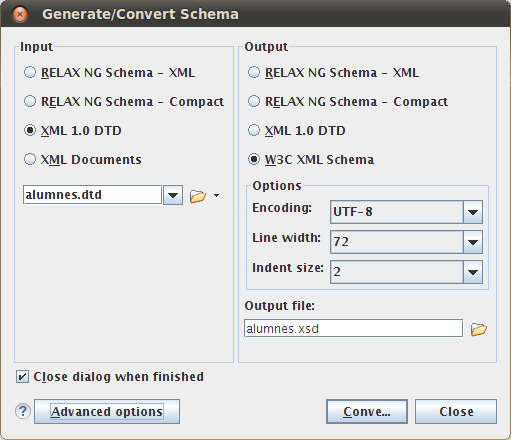 Generate/Convert Schema
Input
RELAX NG Schema - XML
RELAX NG Schema - Compact
XML 1.0 DTD
XML Documents
alumnes.dtd
Output
RELAX NG Schema - XML
RELAX NG Schema - Compact
XML 1.0 DTD
W3C XML Schema
Options
Encoding: UTF-8
Line width: 72
Indent size: 2
Output file:
alumnes.xsd
Close dialog when finished
? Advanced options Conve... Close